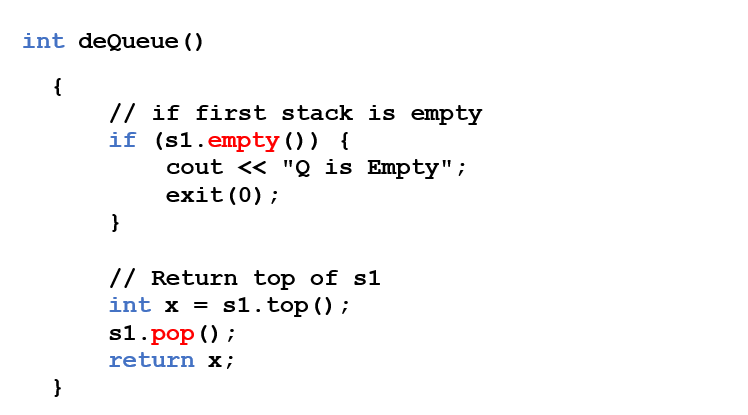 int deQueue()
{
// if first stack is empty
if (s1.empty()) {
cout << "Q is Empty";
exit(0);
}
// Return top of s1
int x = s1.top();
s1.pop();
return x;
}